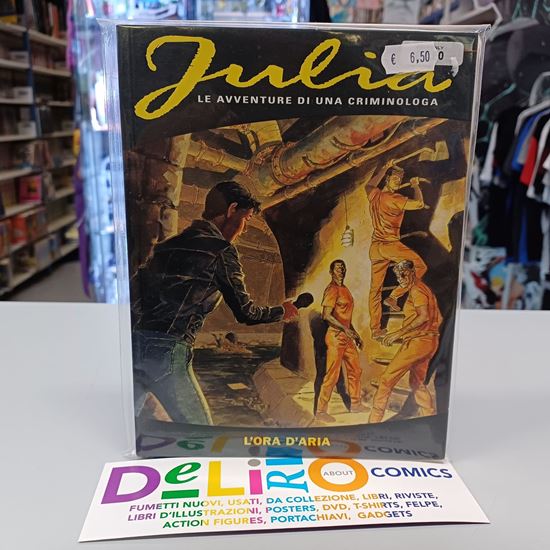 Julia
€ 6,50
LE AVVENTURE DI UNA CRIMINOLOGA
L'ORA D'ARIA
DeLiRiO ABOUT COMICS
FUMETTI NUOVI, USATI, DA COLLEZIONE, LIBRI, RIVISTE,
LIBRI D'ILLUSTRAZIONI, POSTERS, DVD, T-SHIRTS, FELPE,
ACTION FIGURES, PORTACHIAVI, GADGETS